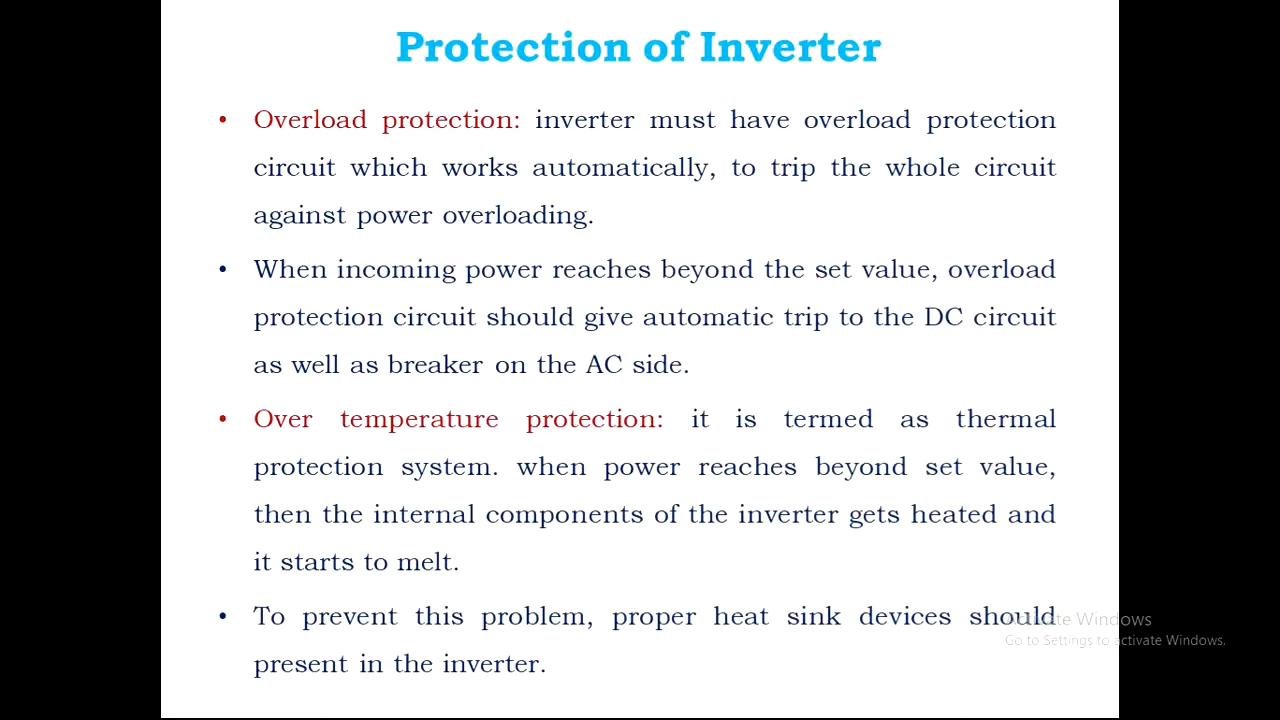 Protection of Inverter
• Overload protection: inverter must have overload protection
circuit which works automatically, to trip the whole circuit
against power overloading.
• When incoming power reaches beyond the set value, overload
protection circuit should give automatic trip to the DC circuit
as well as breaker on the AC side.
• Over temperature protection: it is termed as thermal
protection system. when power reaches beyond set value,
then the internal components of the inverter gets heated and
it starts to melt.
• To prevent this problem, proper heat sink devices should
present in the inverter.
Activate Windows
Go to Settings to activate Windows.